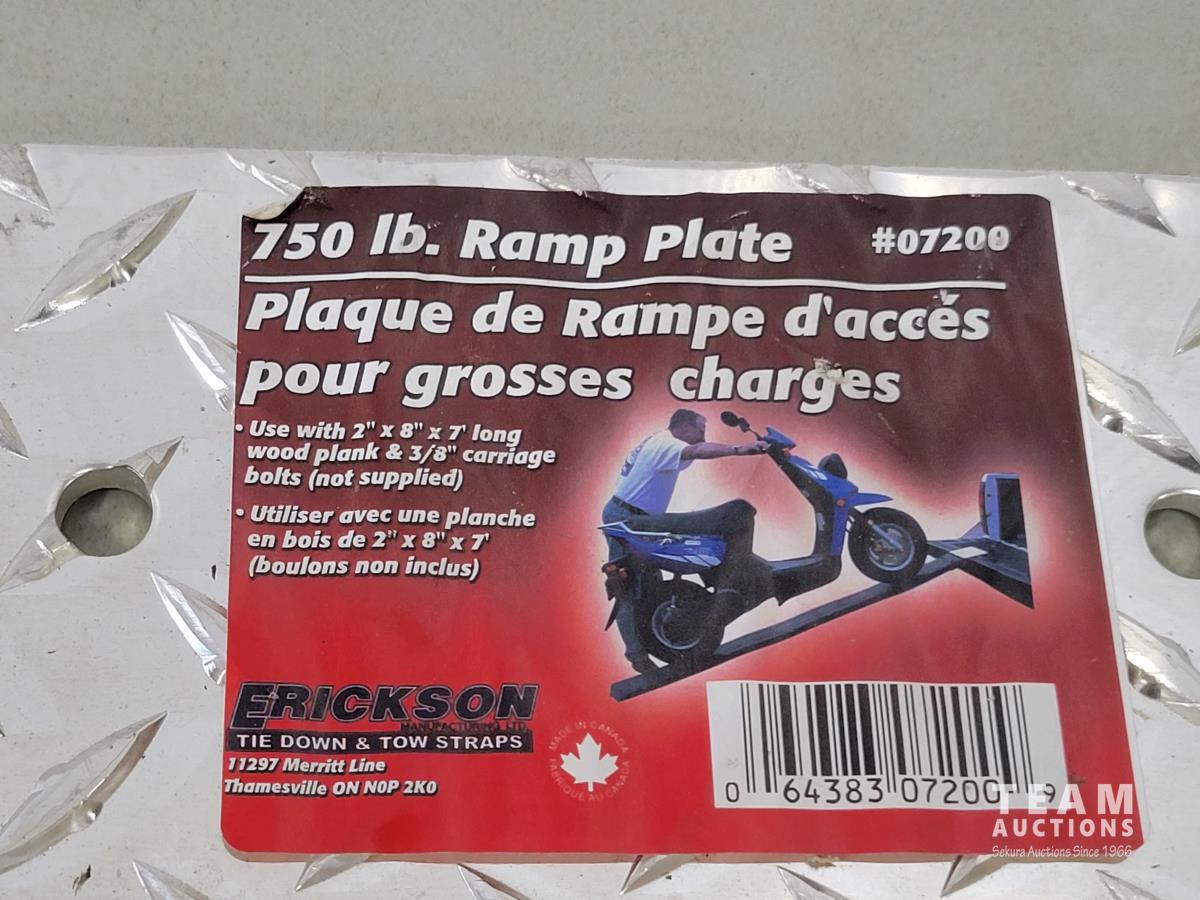 750 lb. Ramp Plate #07200
Plaque de Rampe d'accés
pour grosses charges
• Use with 2" x 8" x 7' long
wood plank & 3/8" carriage
bolts (not supplied)
• Utiliser avec une planche
en bois de 2" x 8" x 7'
(boulons non inclus)
ERICKSON
MANUFACTURING LTD.
TIE DOWN & TOW STRAPS
11297 Merritt Line
Thamesville ON N0P 2K0
MADE IN CANADA
FABRIQUÉ AU CANADA
0 64383 07200 9
TEAM
AUCTIONS
Sekura Auctions Since 1966